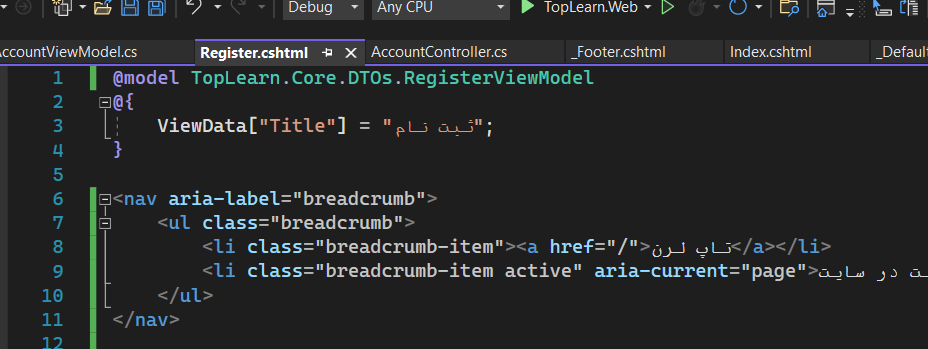 Debug Any CPU TopLearn.Web
AccountViewModel.cs Register.cshtml AccountController.cs _Footer.cshtml Index.cshtml _Default
1 @model TopLearn.Core.DTOs.RegisterViewModel
2 @{
3 ViewData["Title"] = "ثبت نام";
4 }
5
6 <nav aria-label="breadcrumb">
7 <ul class="breadcrumb">
8 <li class="breadcrumb-item"><a href="/">تاپ لرن</a></li>
9 <li class="breadcrumb-item active" aria-current="page">در سایت
10 </ul>
11 </nav>
12